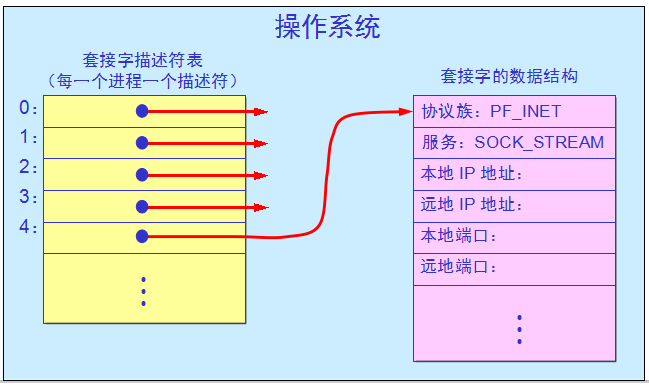 操作系统
套接字描述符表
（每一个进程一个描述符）
0：
1：
2：
3：
4：
套接字的数据结构
协议族：PF_INET
服务：SOCK_STREAM
本地 IP 地址：
远地 IP 地址：
本地端口：
远地端口：